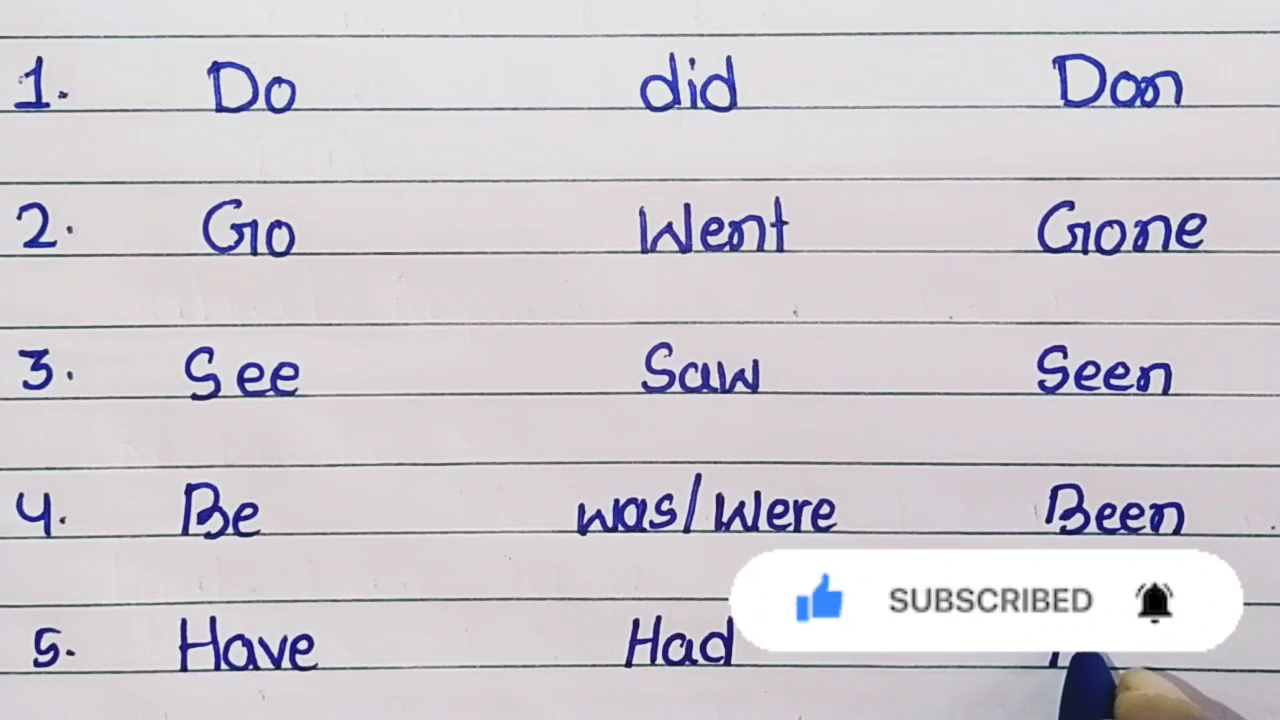 1. Do did Don
2. Go Went Gone
3. See Saw Seen
4. Be was/were Been
SUBSCRIBED
5. Have Had